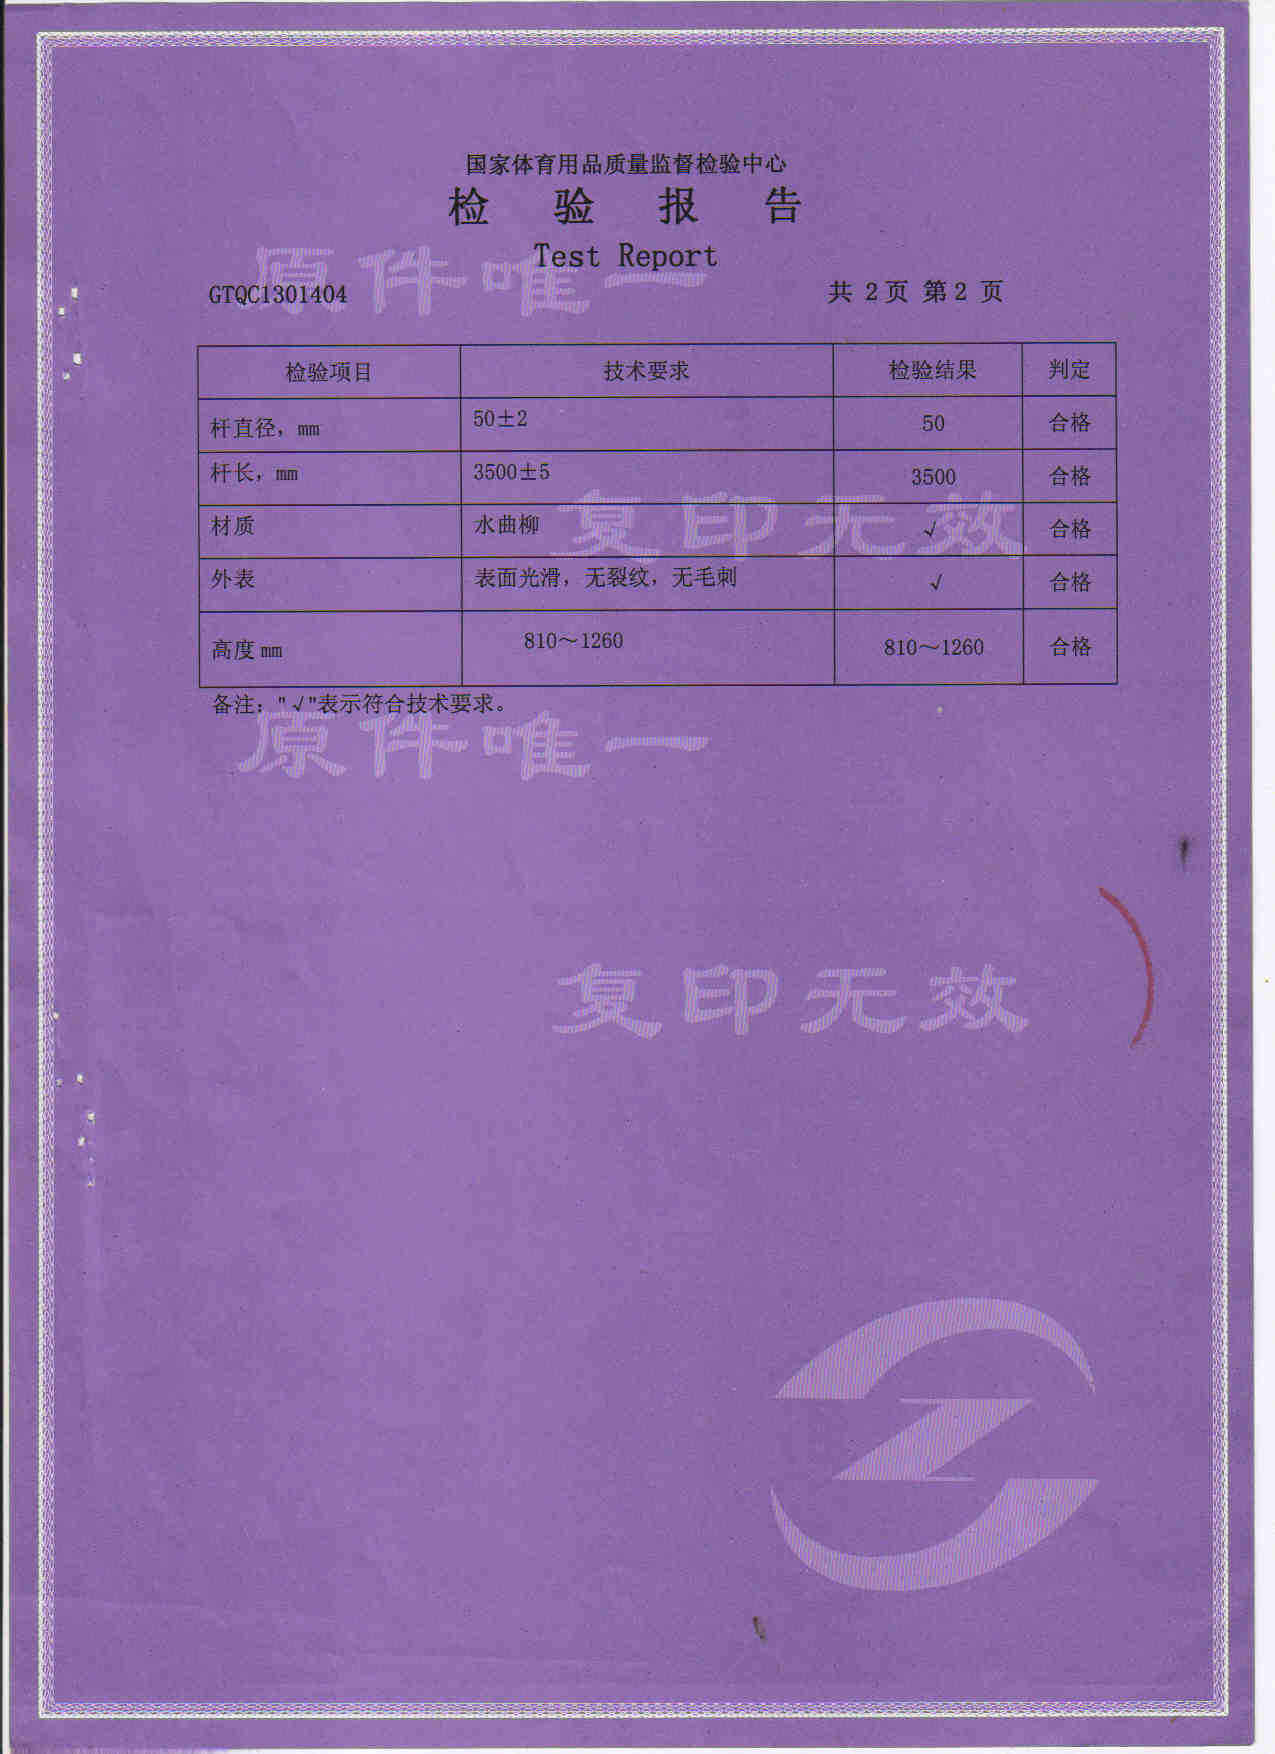 国家体育用品质量监督检验中心
检 验 报 告
Test Report
原件唯一
GTQC1301404 共 2页 第2 页
检验项目 技术要求 检验结果 判定
杆直径，mm 50±2 50 合格
杆长，mm 3500±5 3500 合格
复印无效
材质 水曲柳 √ 合格
外表 表面光滑，无裂纹，无毛刺 √ 合格
高度mm 810～1260 810～1260 合格
备注："√"表示符合技术要求。
原件唯一
复印无效